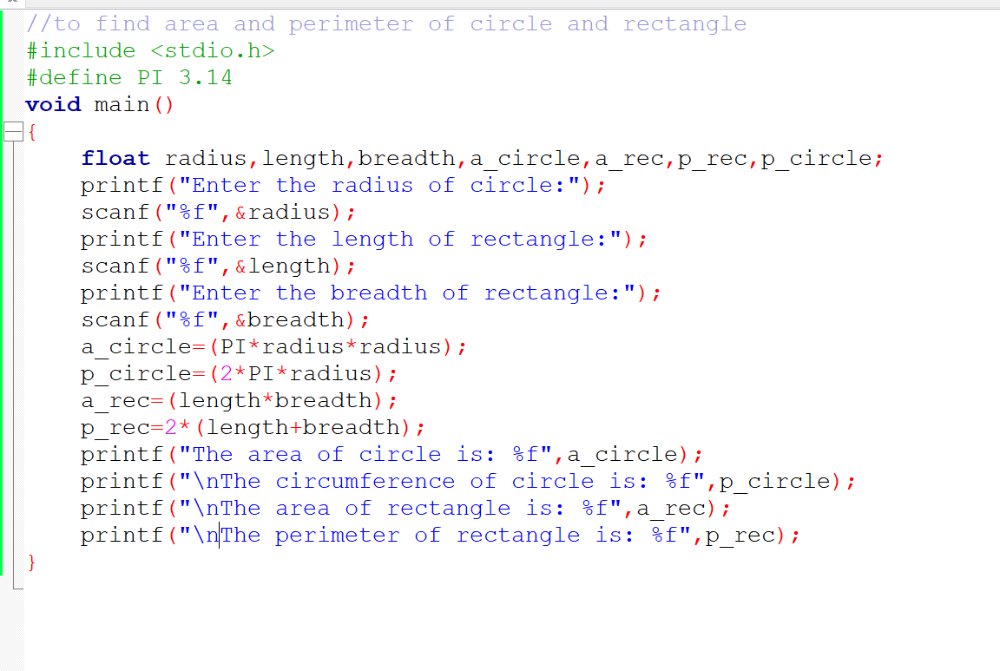 //to find area and perimeter of circle and rectangle
#include <stdio.h>
#define PI 3.14
void main()
{
    float radius,length,breadth,a_circle,a_rec,p_rec,p_circle;
    printf("Enter the radius of circle:");
    scanf("%f",&radius);
    printf("Enter the length of rectangle:");
    scanf("%f",&length);
    printf("Enter the breadth of rectangle:");
    scanf("%f",&breadth);
    a_circle=(PI*radius*radius);
    p_circle=(2*PI*radius);
    a_rec=(length*breadth);
    p_rec=2*(length+breadth);
    printf("The area of circle is: %f",a_circle);
    printf("\nThe circumference of circle is: %f",p_circle);
    printf("\nThe area of rectangle is: %f",a_rec);
    printf("\nThe perimeter of rectangle is: %f",p_rec);
}